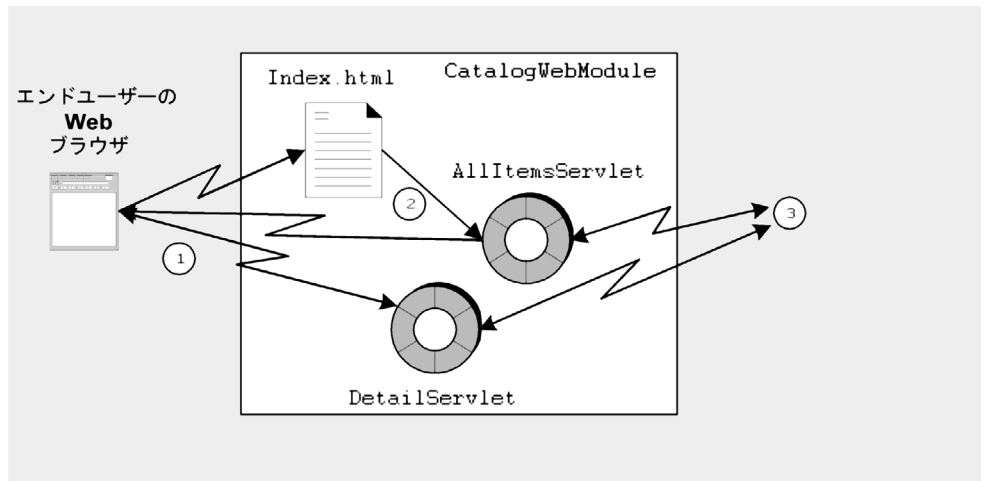 エンドユーザーの
Web
ブラウザ
Index.html
CatalogWebModule
AllItemsServlet
2
3
1
DetailServlet